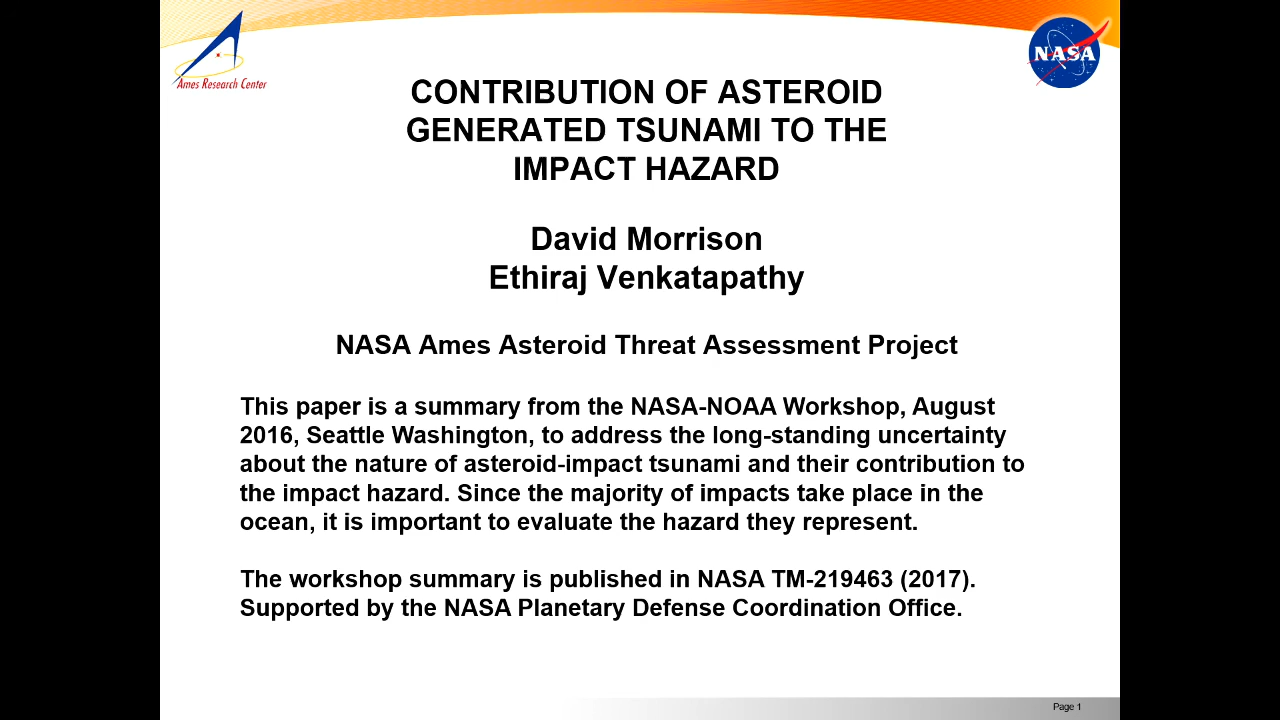 Ames Research Center
NASA
CONTRIBUTION OF ASTEROID
GENERATED TSUNAMI TO THE
IMPACT HAZARD
David Morrison
Ethiraj Venkatapathy
NASA Ames Asteroid Threat Assessment Project
This paper is a summary from the NASA-NOAA Workshop, August
2016, Seattle Washington, to address the long-standing uncertainty
about the nature of asteroid-impact tsunami and their contribution to
the impact hazard. Since the majority of impacts take place in the
ocean, it is important to evaluate the hazard they represent.
The workshop summary is published in NASA TM-219463 (2017).
Supported by the NASA Planetary Defense Coordination Office.
Page 1